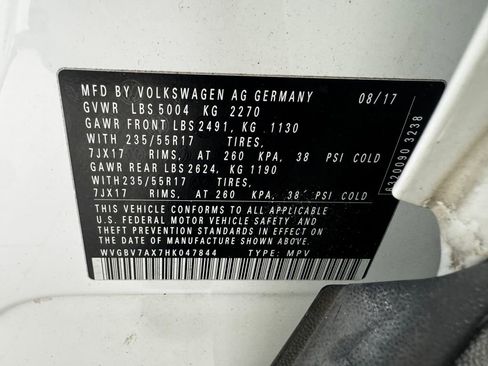 MFD BY VOLKSWAGEN AG GERMANY 08/17
GVWR LBS 5004 KG 2270
GAWR FRONT LBS 2491, KG 1130
WITH 235/55R17 TIRES,
7JX17 RIMS, AT 260 KPA, 38 PSI COLD
GAWR REAR LBS 2624, KG 1190
WITH235/55R17 TIRES,
7JX17 RIMS, AT 260 KPA, 38 PSI COLD
THIS VEHICLE CONFORMS TO ALL APPLICABLE
U.S. FEDERAL MOTOR VEHICLE SAFETY AND
THEFT PREVENTION STANDARDS IN EFFECT ON
THE DATE OF MANUFACTURE SHOWN ABOVE.
WVGBV7AX7HK047844 TYPE: MPV
3238